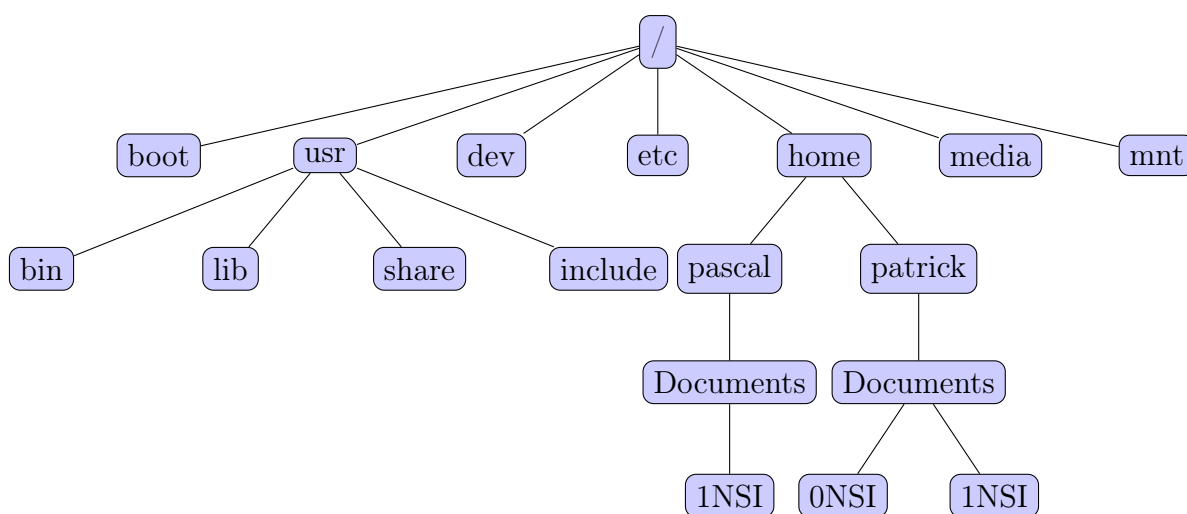 /
boot usr dev etc home media mnt
bin lib share include pascal patrick
Documents Documents
1NSI 0NSI 1NSI